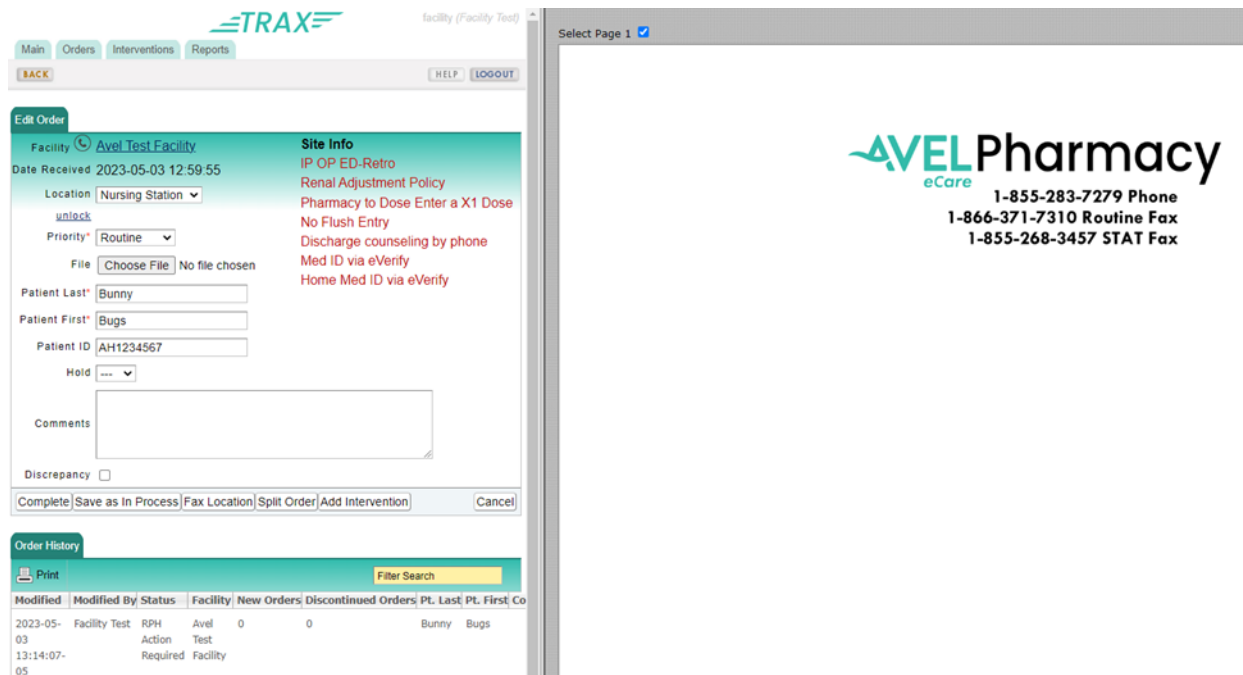 TRAX
facility (Facility Test)
Main Orders Interventions Reports
BACK
HELP LOGOUT
Edit Order
Facility Avel Test Facility
Date Received 2023-05-03 12:59:55
Location Nursing Station
unlock
Priority* Routine
File Choose File No file chosen
Patient Last* Bunny
Patient First* Bugs
Patient ID AH1234567
Hold ---
Comments
Discrepancy
Site Info
IP OP ED-Retro
Renal Adjustment Policy
Pharmacy to Dose Enter a X1 Dose
No Flush Entry
Discharge counseling by phone
Med ID via eVerify
Home Med ID via eVerify
Complete Save as In Process Fax Location Split Order Add Intervention Cancel
Order History
Print Filter Search
Modified Modified By Status Facility New Orders Discontinued Orders Pt. Last Pt. First Co
2023-05- Facility Test RPH Avel 0 0 Bunny Bugs
03 Action Test
13:14:07- Required Facility
05
Select Page 1
AVEL Pharmacy
eCare
1-855-283-7279 Phone
1-866-371-7310 Routine Fax
1-855-268-3457 STAT Fax